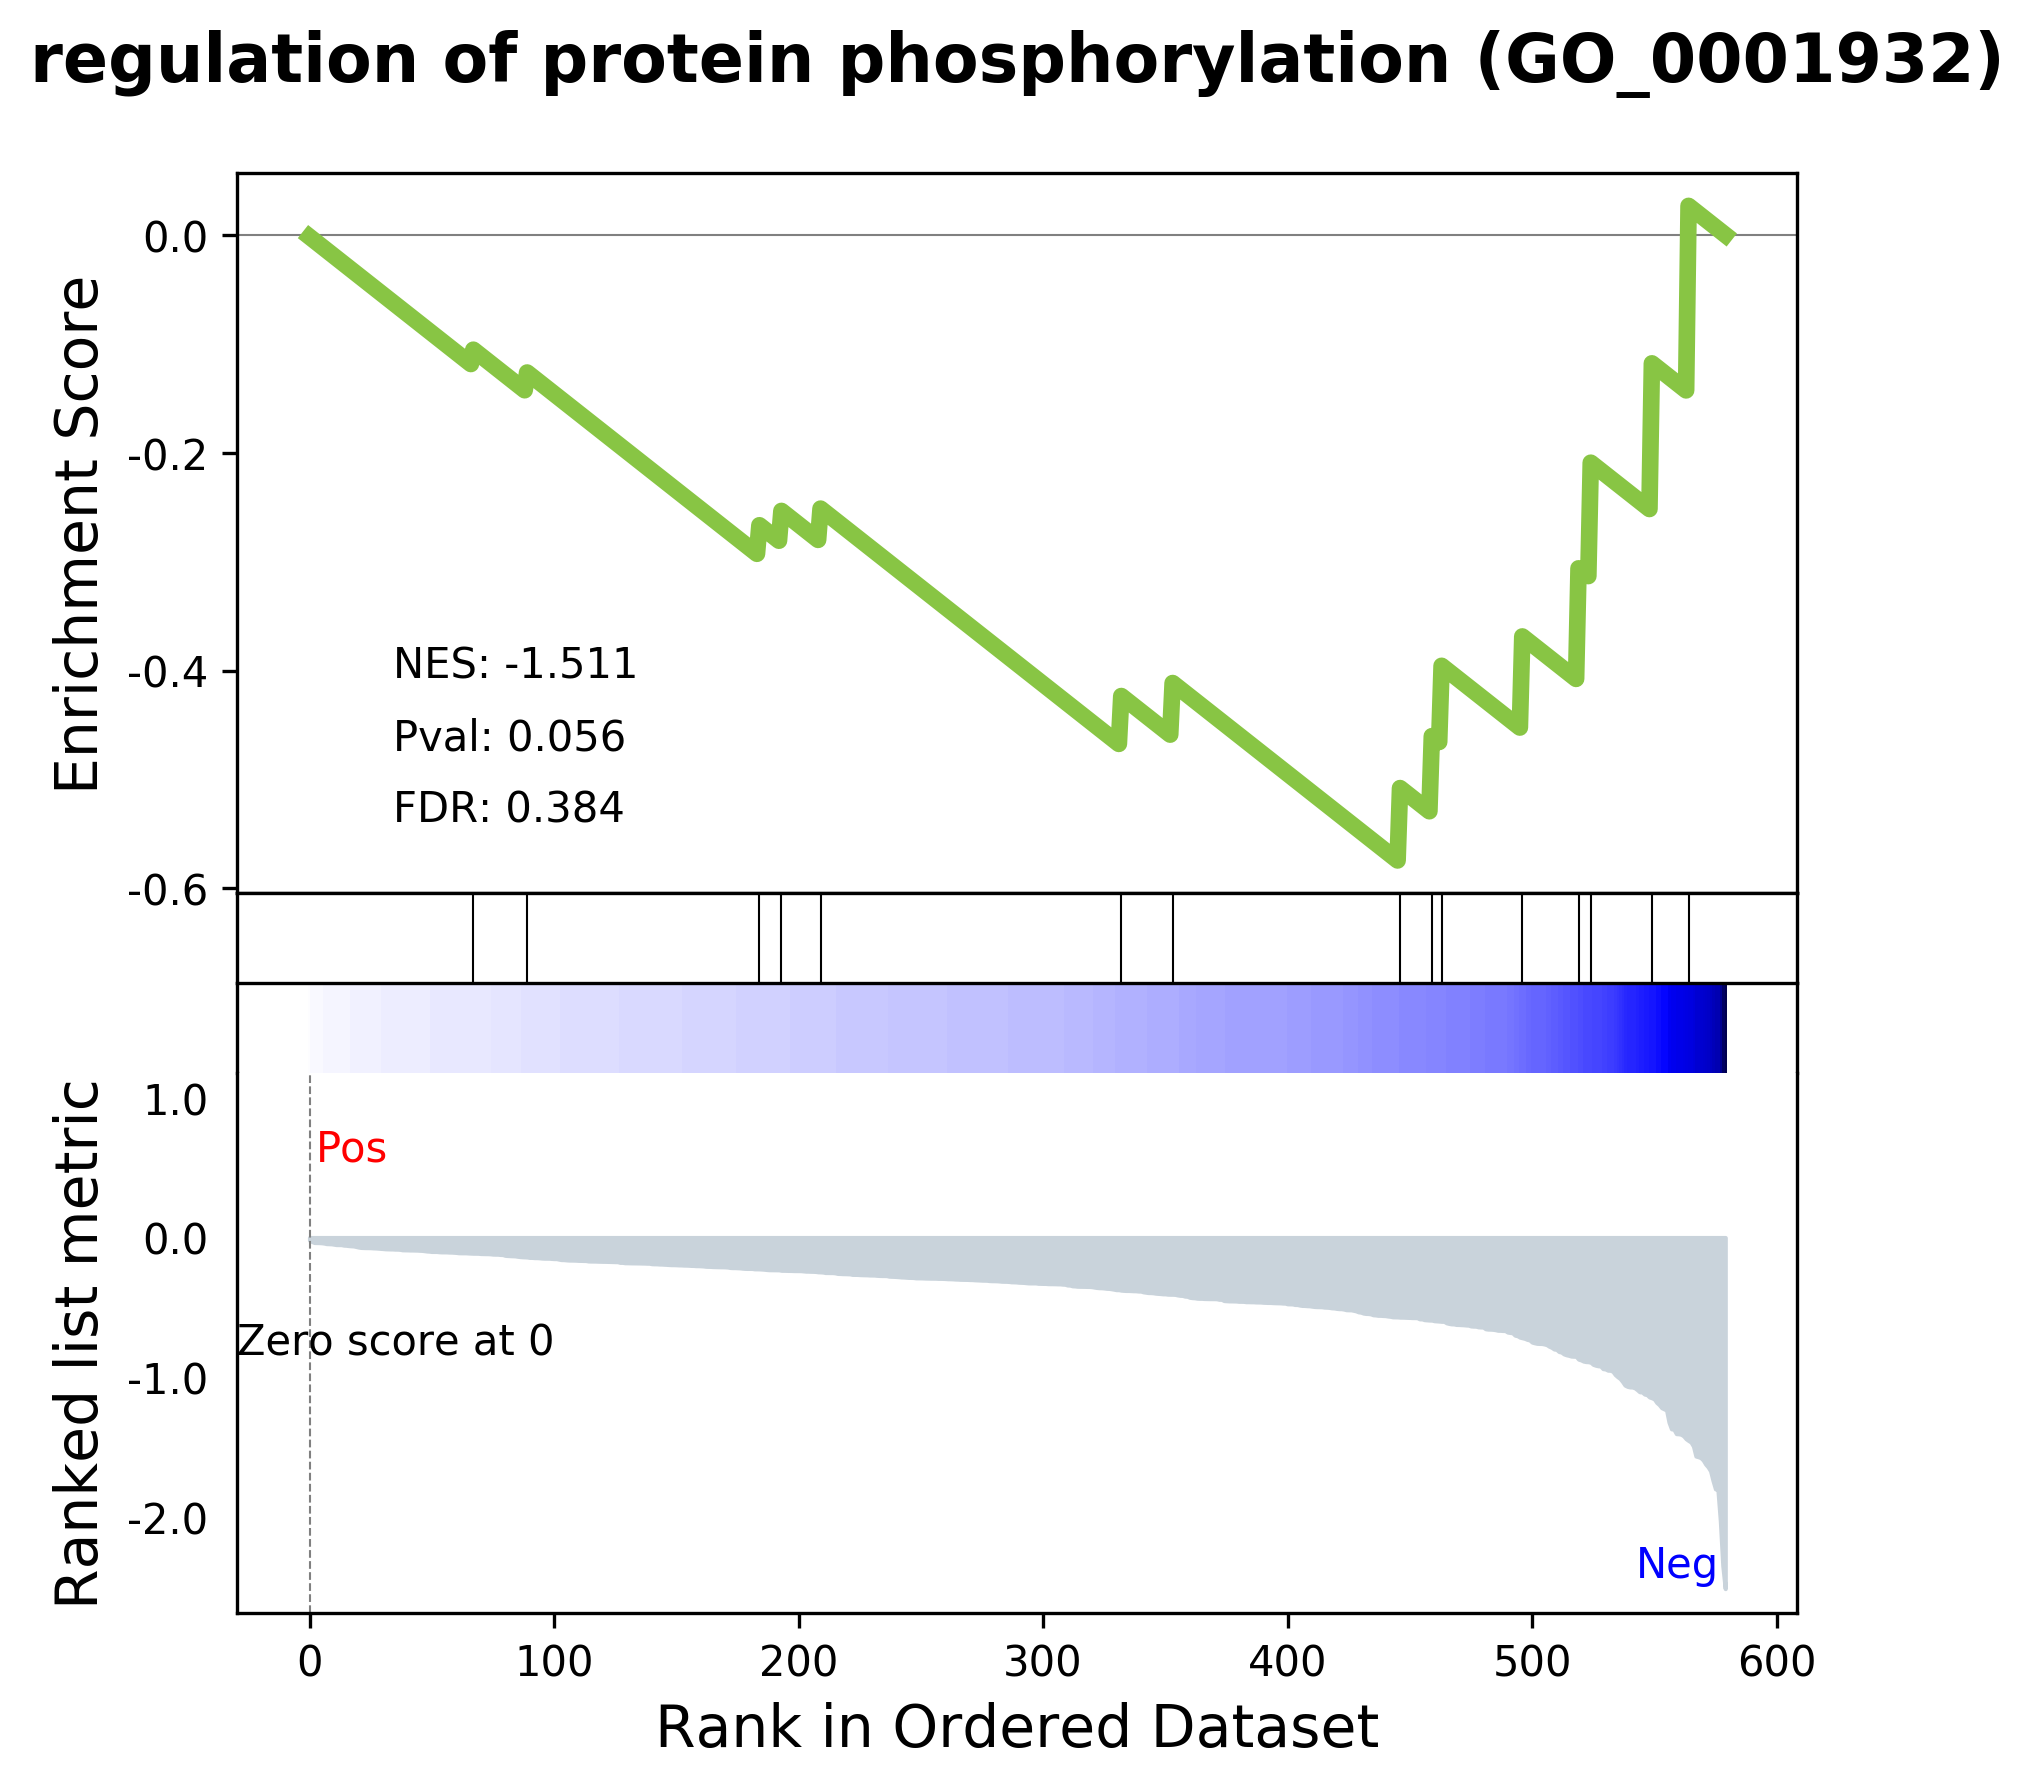 regulation of protein phosphorylation (GO_0001932)
Enrichment Score
0.0
-0.2
-0.4
-0.6
NES: -1.511
Pval: 0.056
FDR: 0.384
Ranked list metric
1.0
0.0
-1.0
-2.0
Pos
Zero score at 0
Neg
0 100 200 300 400 500 600
Rank in Ordered Dataset